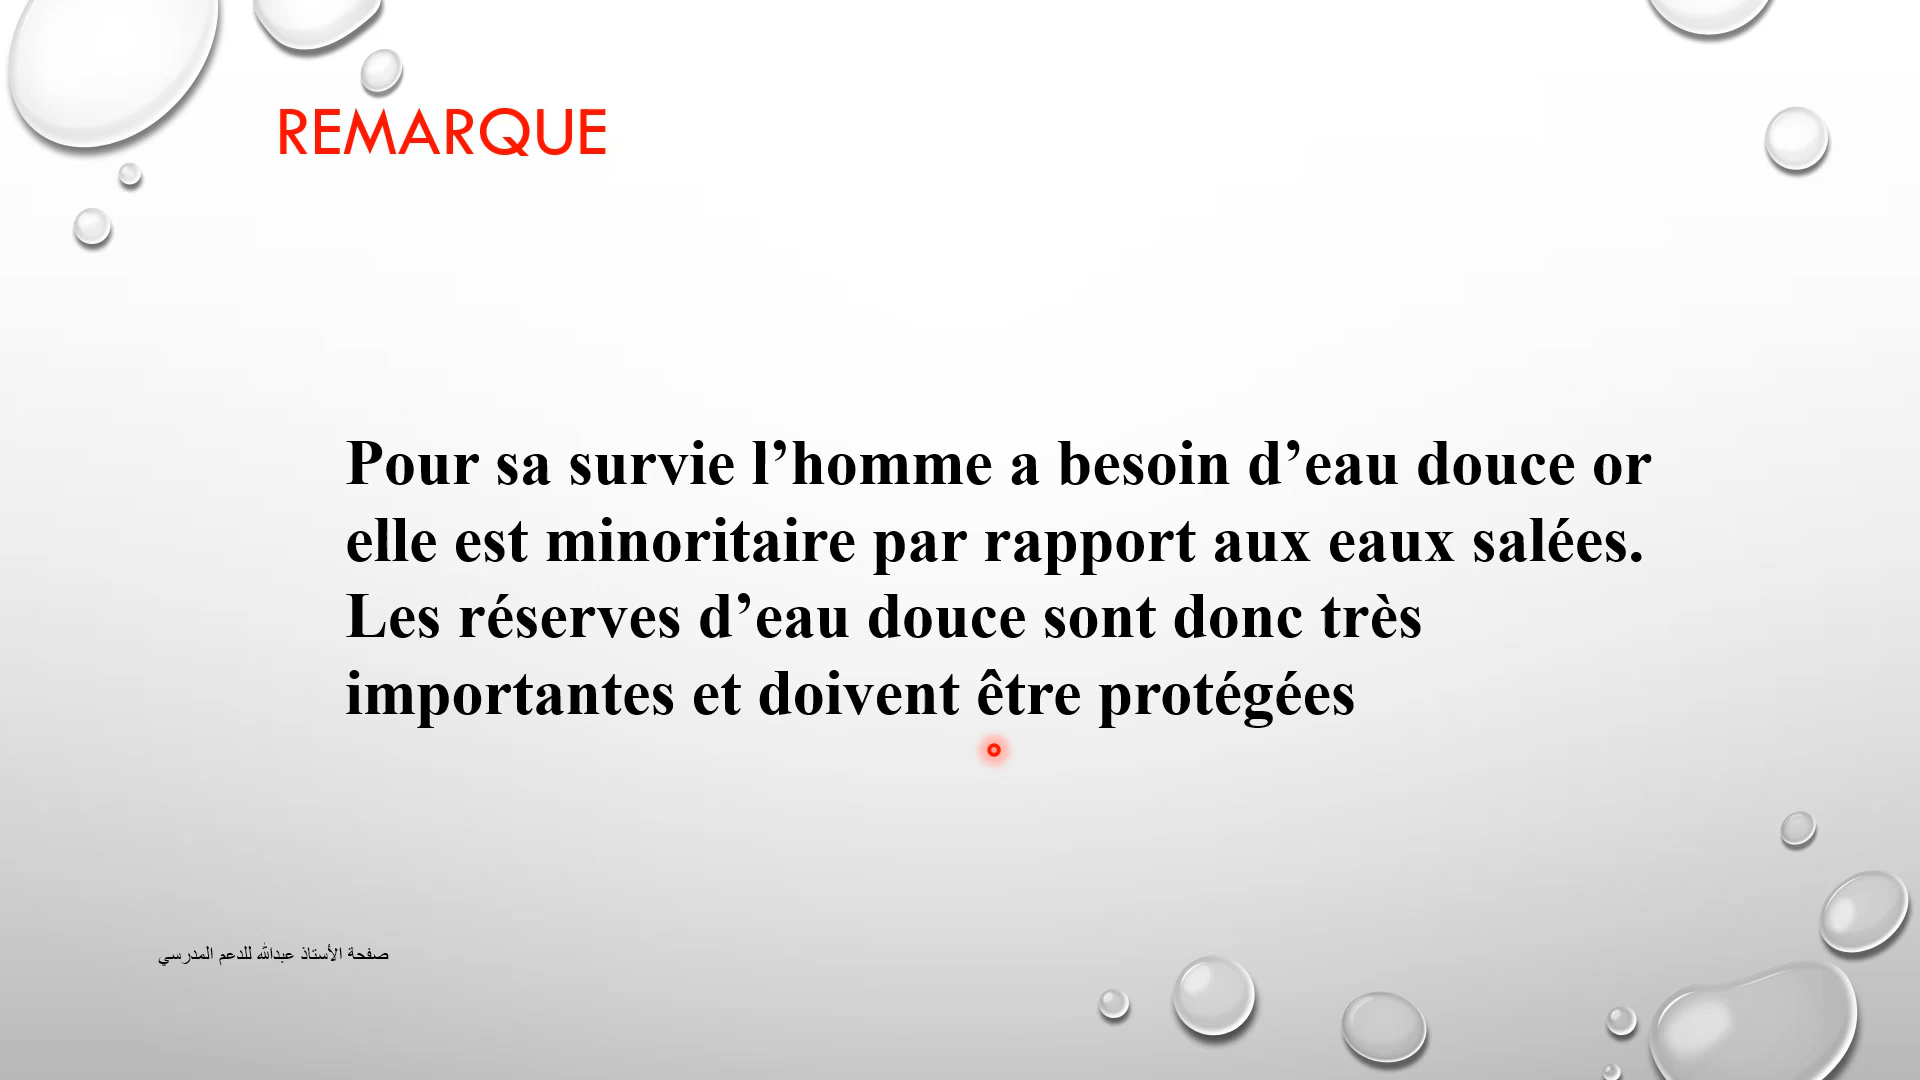 REMARQUE
Pour sa survie l’homme a besoin d’eau douce or
elle est minoritaire par rapport aux eaux salées.
Les réserves d’eau douce sont donc très
importantes et doivent être protégées
صفحة الأستاذ عبدالله للدعم المدرسي